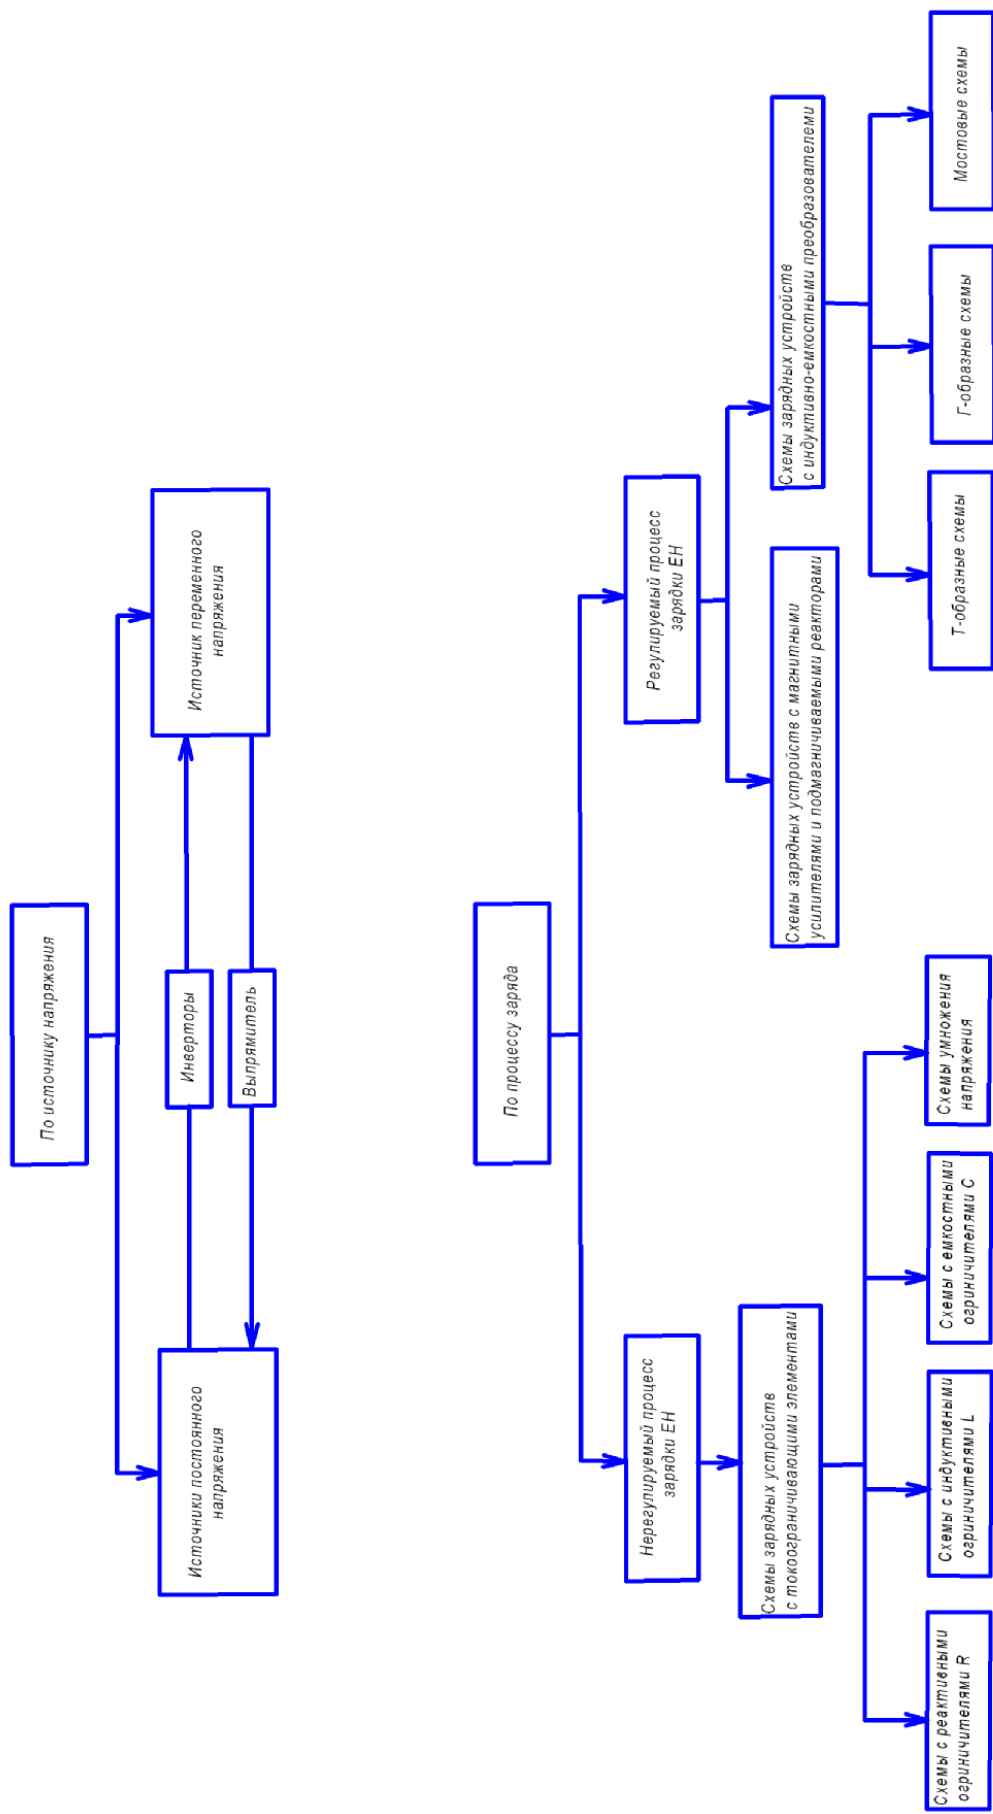 По источнику напряжения
Источники постоянного
напряжения
Инверторы
Выпрямитель
Источник переменного
напряжения
По процессу заряда
Нерегулируемый процесс
зарядки ЕН
Регулируемый процесс
зарядки ЕН
Схемы зарядных устройств
с токоограничивающими элементами
Схемы зарядных устройств с магнитными
усилителями и подмагничиваемыми реакторами
Схемы зарядных устройств
с индуктивно-емкостными преобразователеми
Схемы с реактивными
огриничителями R
Схемы с индуктивными
огриничителями L
Схемы с емкостными
огриничителями C
Схемы умножения
напряжения
Т-образные схемы
Г-образные схемы
Мостовые схемы